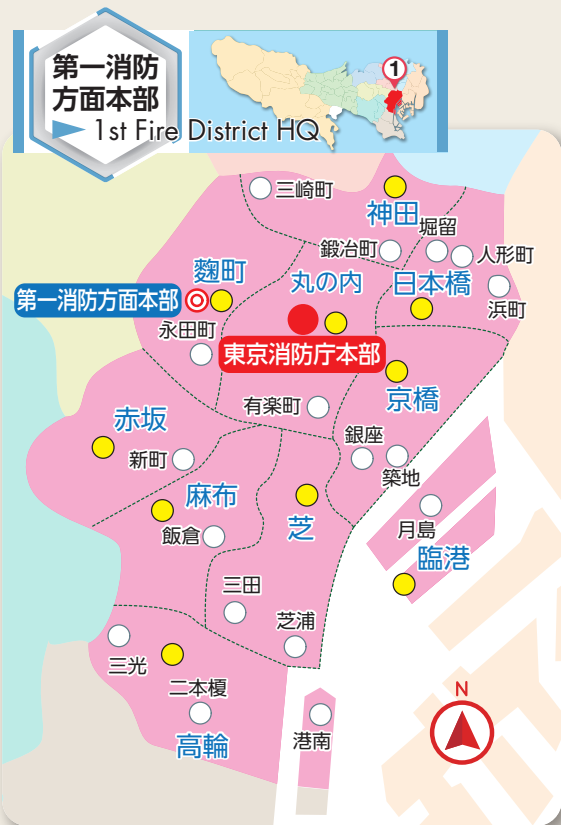 第一消防
方面本部
1st Fire District HQ
1
三崎町
神田
堀留
鍛冶町
人形町
麴町
丸の内
日本橋
第一消防方面本部
浜町
永田町
東京消防庁本部
京橋
有楽町
赤坂
銀座
新町
築地
麻布
月島
飯倉
芝
臨港
三田
芝浦
三光
二本榎
N
港南
高輪